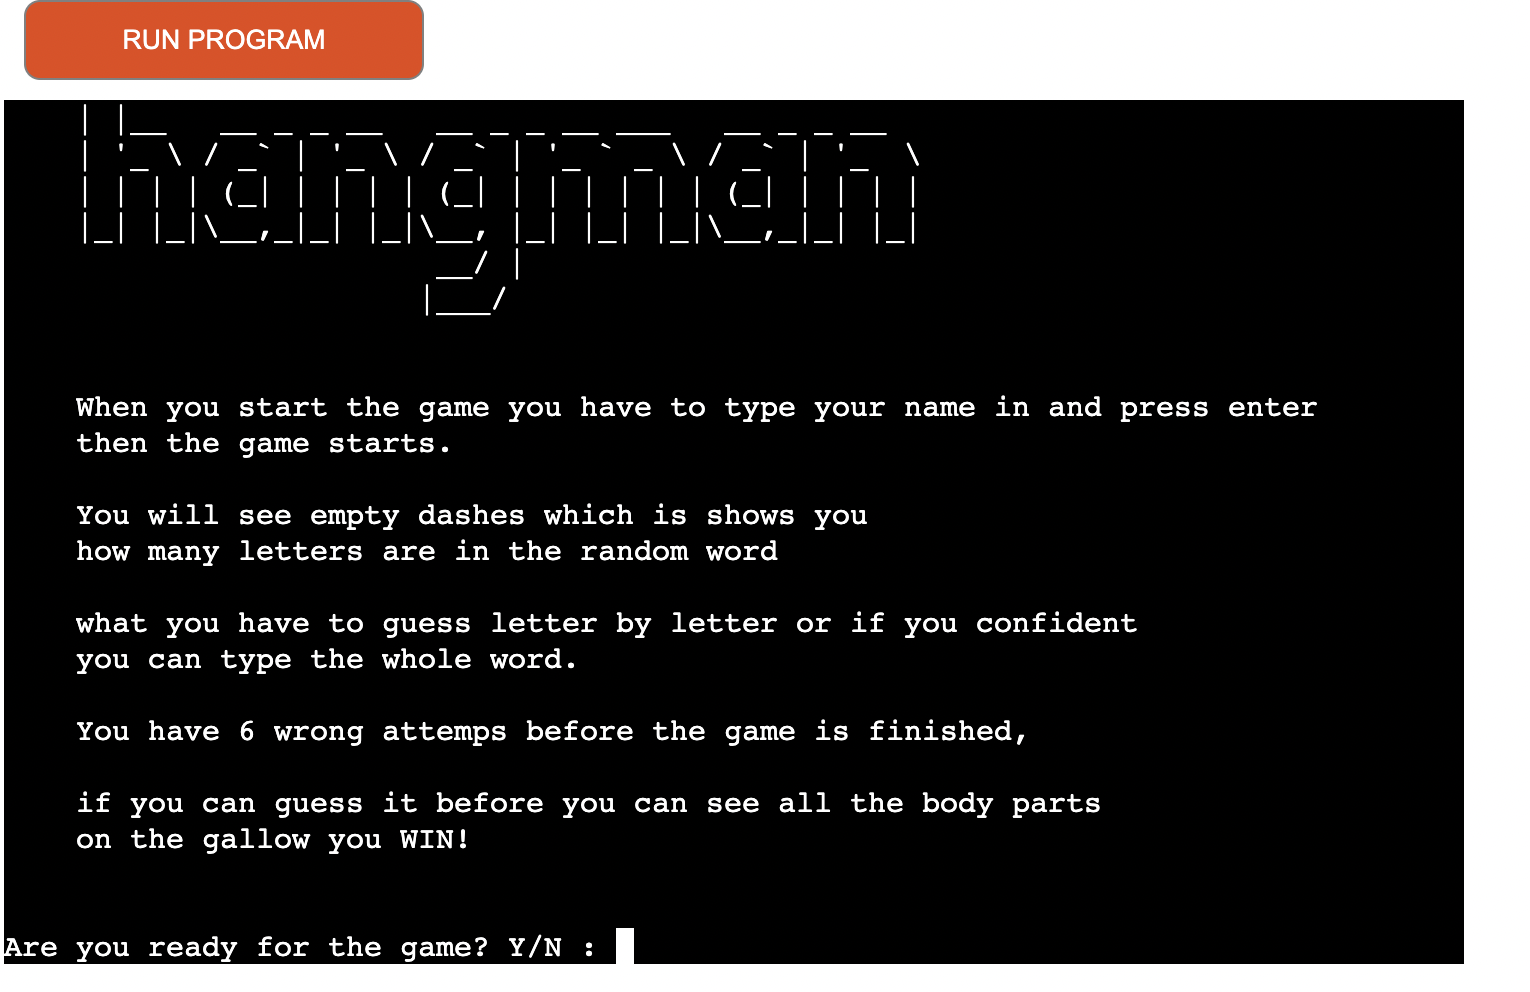 RUN PROGRAM
hangman
When you start the game you have to type your name in and press enter
then the game starts.
You will see empty dashes which is shows you
how many letters are in the random word
what you have to guess letter by letter or if you confident
you can type the whole word.
You have 6 wrong attemps before the game is finished,
if you can guess it before you can see all the body parts
on the gallow you WIN!
Are you ready for the game? Y/N :